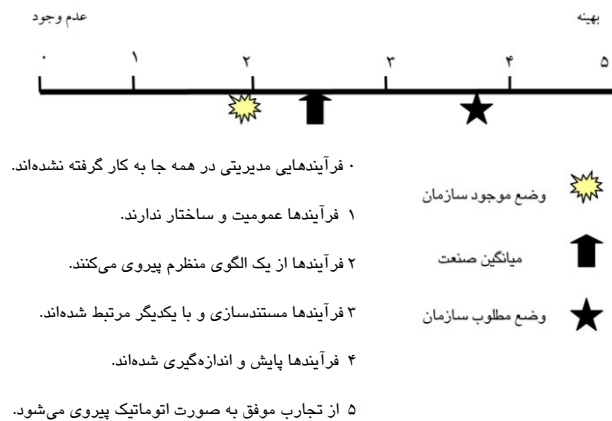 بهینه
عدم وجود
۰ ۱ ۲ ۳ ۴ ۵
۰ فرآیندهایی مدیریتی در همه جا به کار گرفته نشده‌اند.
۱ فرآیندها عمومیت و ساختار ندارند.
۲ فرآیندها از یک الگوی منظرم پیروی می‌کنند.
۳ فرآیندها مستندسازی و با یکدیگر مرتبط شده‌اند.
۴ فرآیندها پایش و اندازه‌گیری شده‌اند.
۵ از تجارب موفق به صورت اتوماتیک پیروی می‌شود.
وضع موجود سازمان
میانگین صنعت
وضع مطلوب سازمان